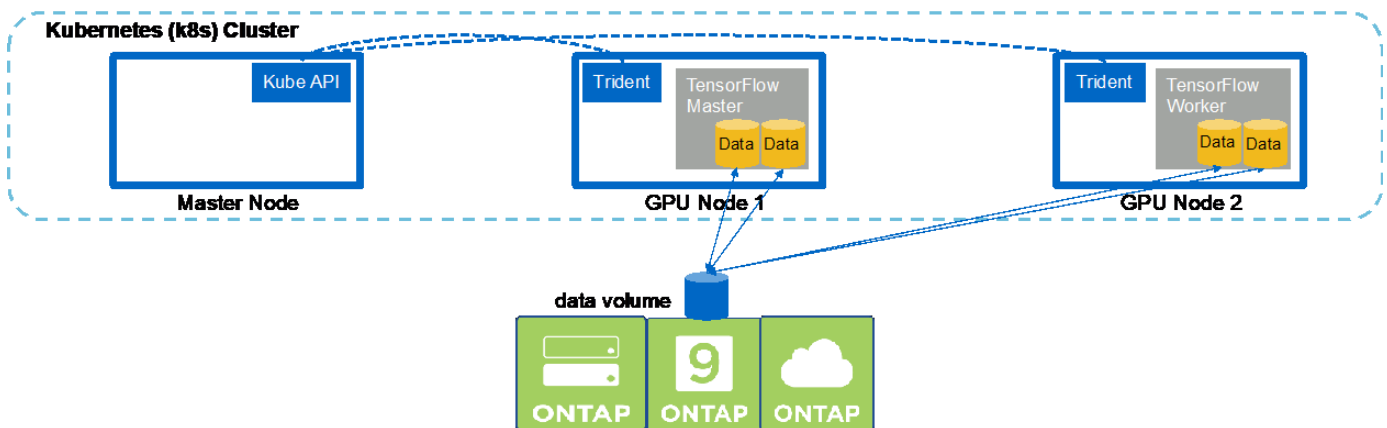 Kubernetes (k8s) Cluster
Kube API
Master Node
Trident
TensorFlow
Master
Data
Data
GPU Node 1
Trident
TensorFlow
Worker
Data
Data
GPU Node 2
data volume
ONTAP
9
ONTAP
ONTAP